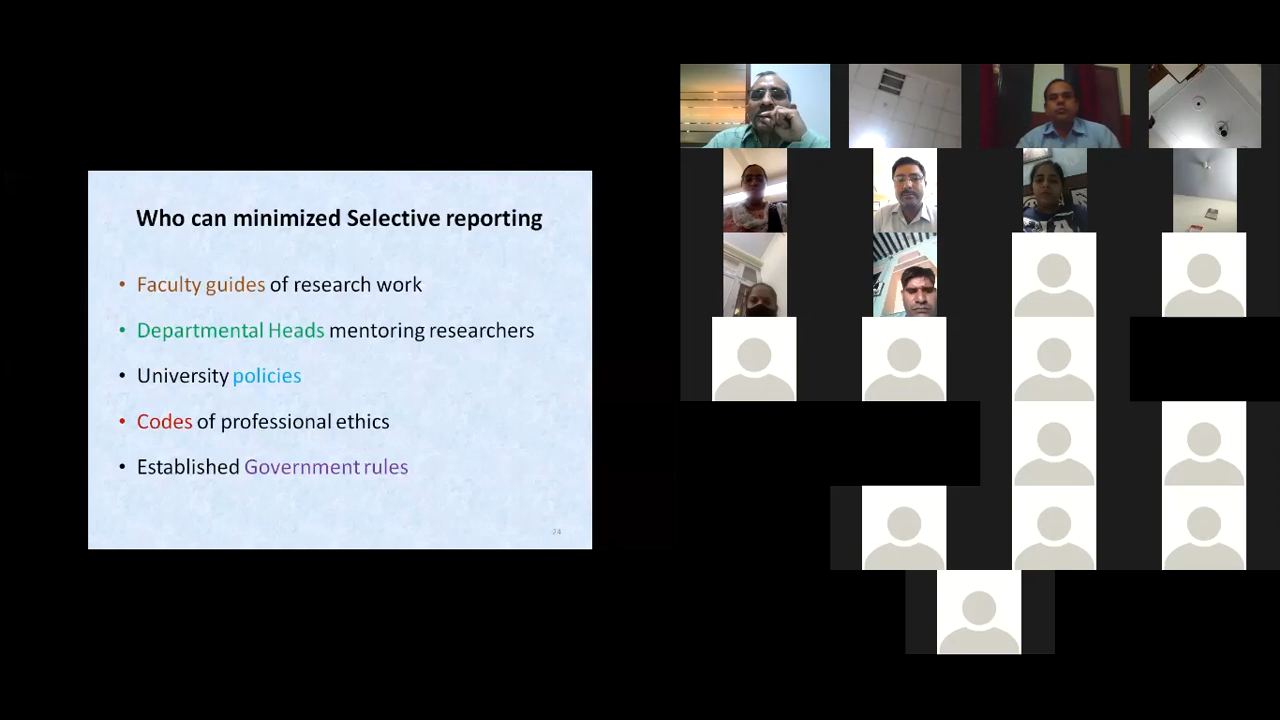 Who can minimized Selective reporting
• Faculty guides of research work
• Departmental Heads mentoring researchers
• University policies
• Codes of professional ethics
• Established Government rules
24